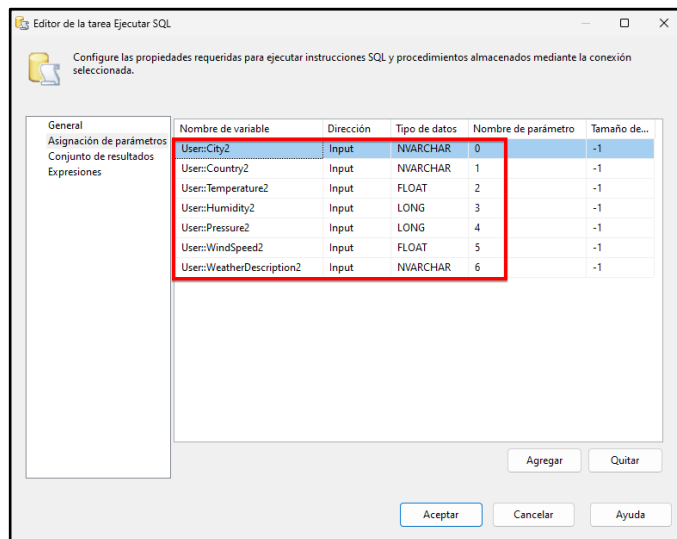 Editor de la tarea Ejecutar SQL
Configure las propiedades requeridas para ejecutar instrucciones SQL y procedimientos almacenados mediante la conexión
seleccionada.
General
Asignación de parámetros
Conjunto de resultados
Expresiones
Nombre de variable Dirección Tipo de datos Nombre de parámetro Tamaño de...
User::City2 Input NVARCHAR 0 -1
User::Country2 Input NVARCHAR 1 -1
User::Temperature2 Input FLOAT 2 -1
User::Humidity2 Input LONG 3 -1
User::Pressure2 Input LONG 4 -1
User::WindSpeed2 Input FLOAT 5 -1
User::WeatherDescription2 Input NVARCHAR 6 -1
Agregar Quitar
Aceptar Cancelar Ayuda